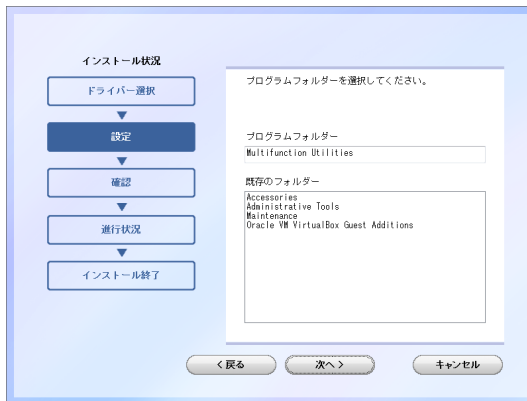 インストール状況
ドライバー選択
設定
確認
進行状況
インストール終了
プログラムフォルダーを選択してください。
プログラムフォルダー
Multifunction Utilities
既存のフォルダー
Accessories
Administrative Tools
Maintenance
Oracle VM VirtualBox Guest Additions
< 戻る
次へ >
キャンセル